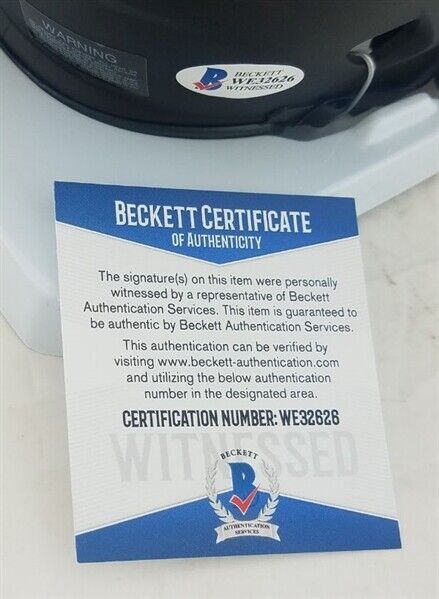 WARNING
BECKETT
WE32626
WITNESSED
BECKETT CERTIFICATE
OF AUTHENTICITY
The signature(s) on this item were personally
witnessed by a representative of Beckett
Authentication Services. This item is guaranteed to
be authentic by Beckett Authentication Services.
This authentication can be verified by
visiting www.beckett-authentication.com
and utilizing the below authentication
number in the designated area.
CERTIFICATION NUMBER: WE32626
WITNESSED
BECKETT
B
AUTHENTICATION
SERVICES